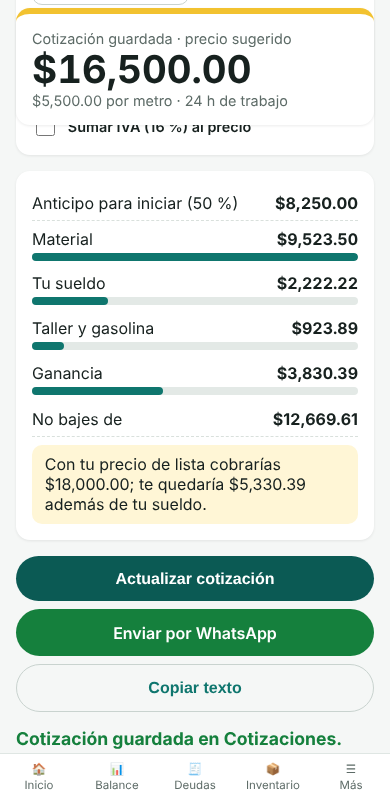 Cotización guardada · precio sugerido
$16,500.00
$5,500.00 por metro · 24 h de trabajo
Sumar IVA (16 %) al precio
Anticipo para iniciar (50 %) $8,250.00
Material $9,523.50
Tu sueldo $2,222.22
Taller y gasolina $923.89
Ganancia $3,830.39
No bajes de $12,669.61
Con tu precio de lista cobrarías
$18,000.00; te quedaría $5,330.39
además de tu sueldo.
Actualizar cotización
Enviar por WhatsApp
Copiar texto
Cotización guardada en Cotizaciones.
Inicio Balance Deudas Inventario Más